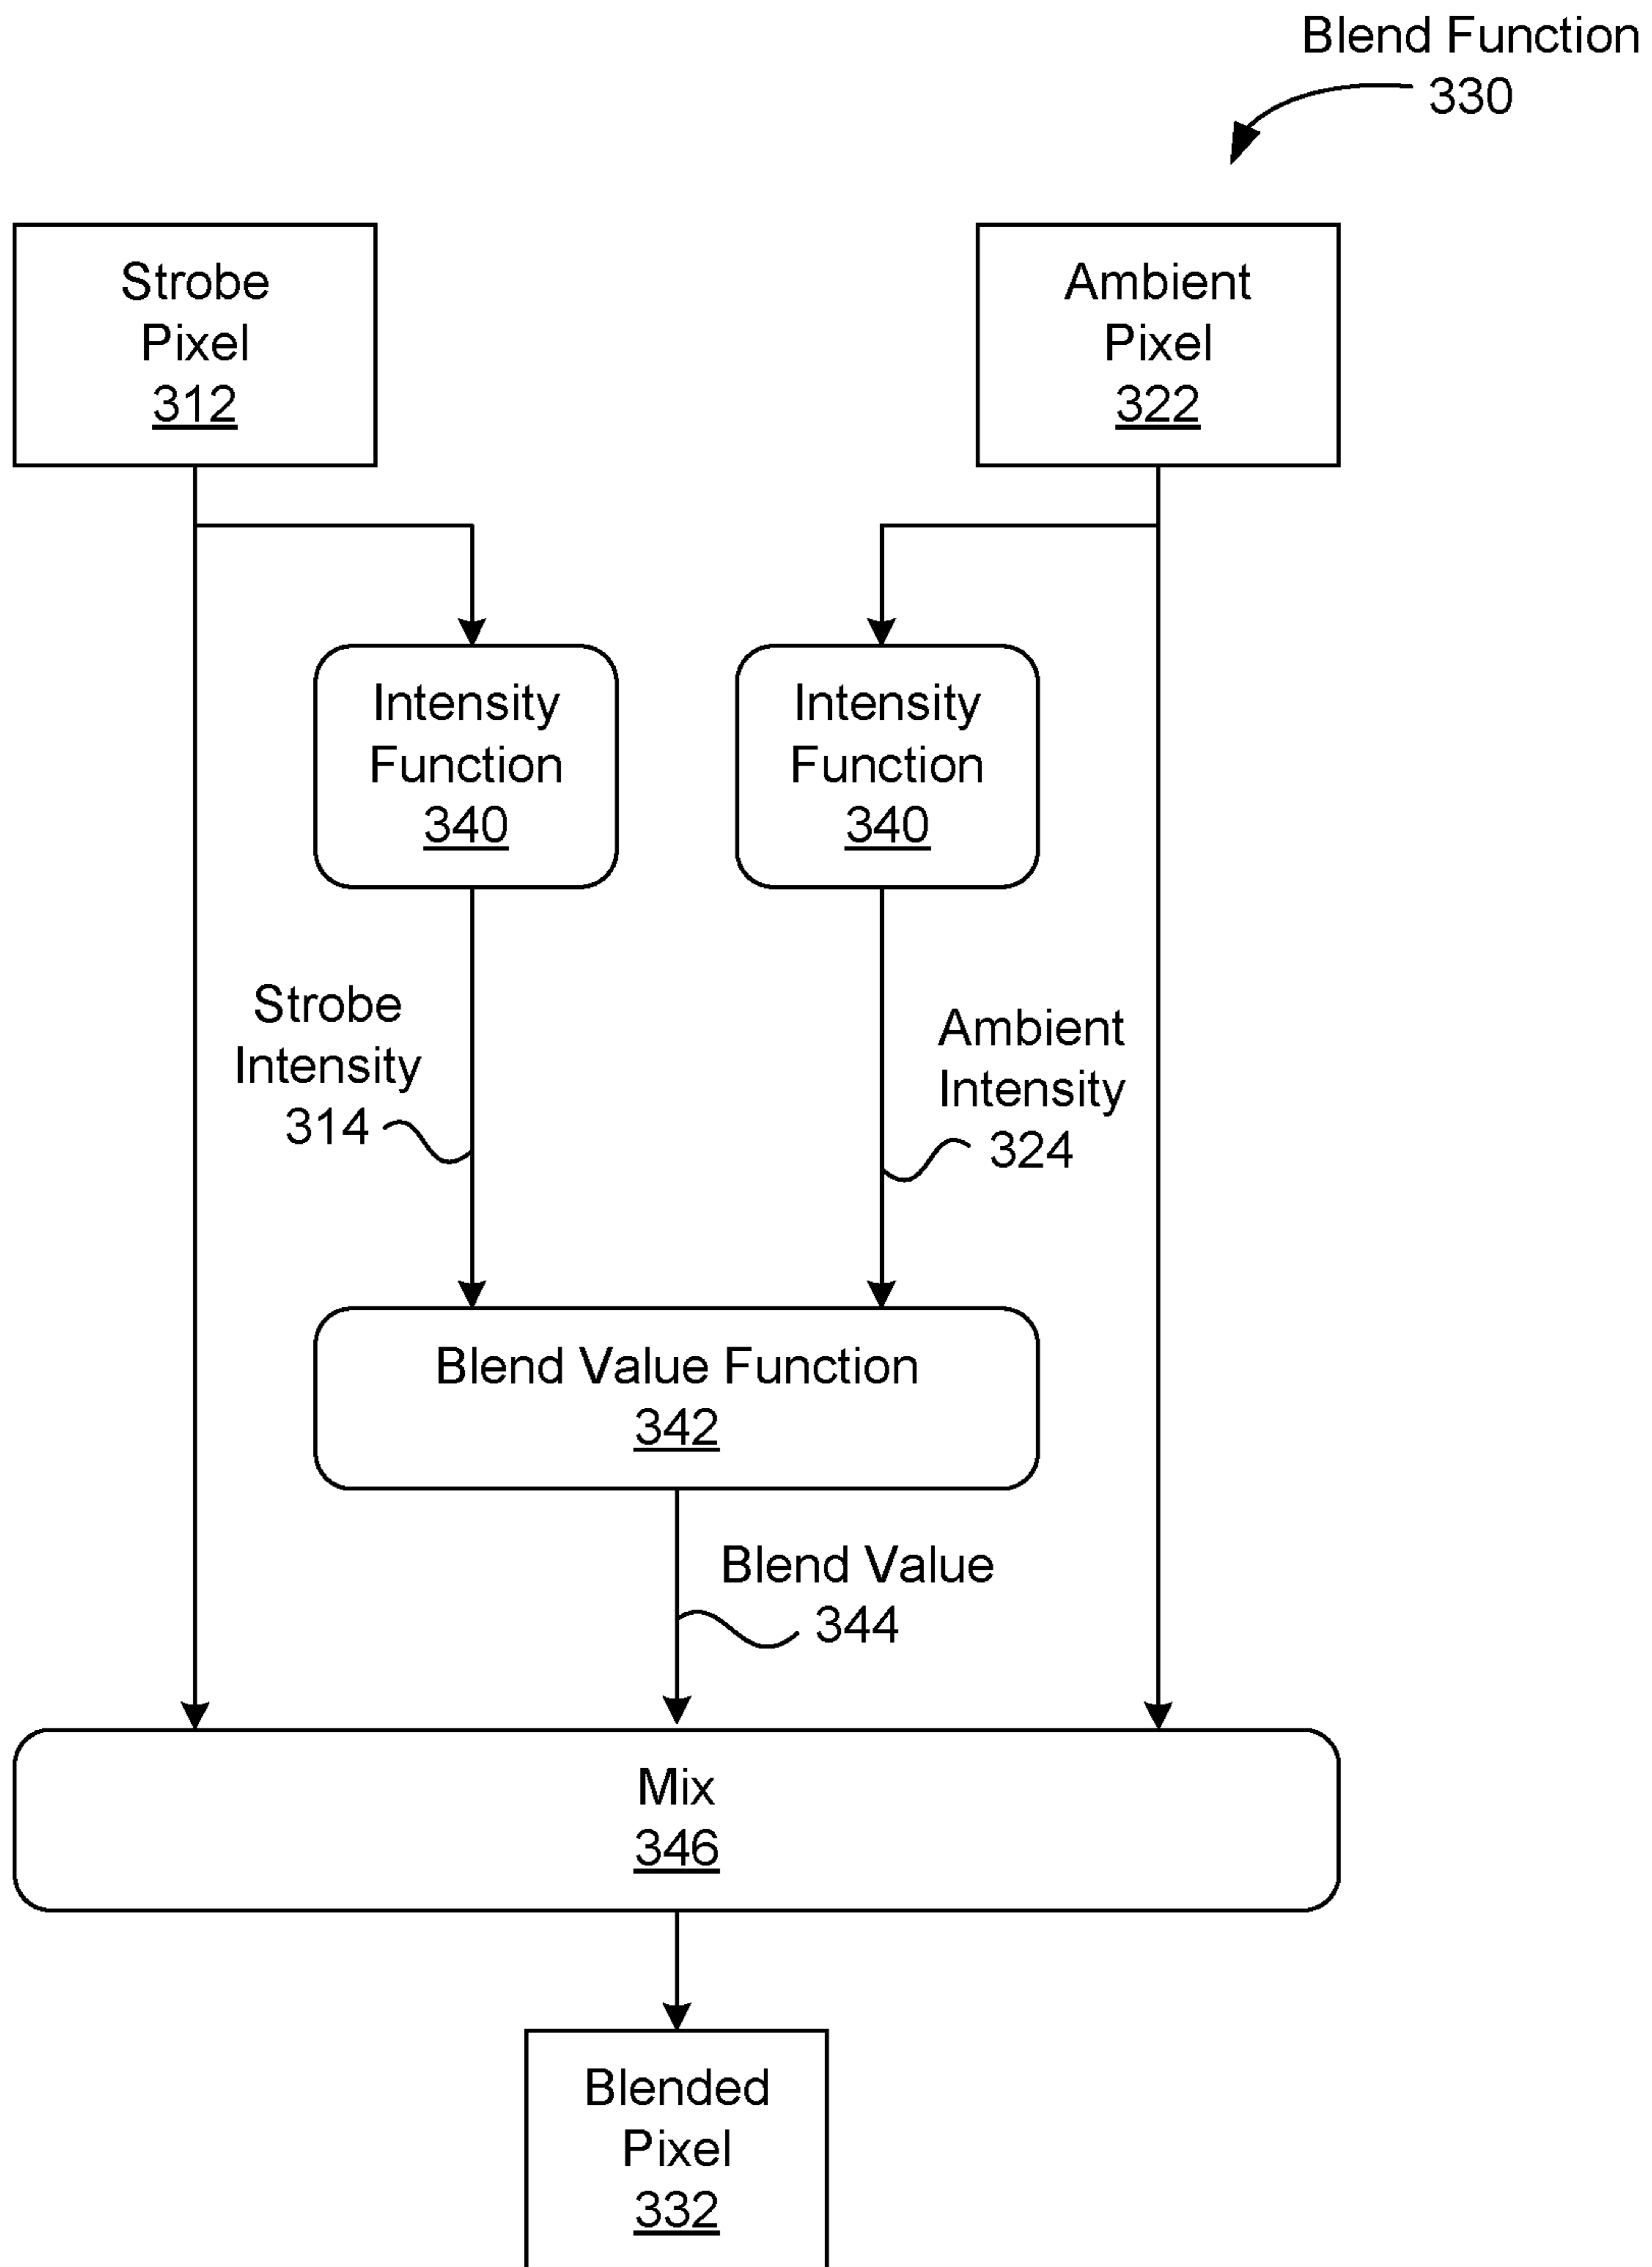 Blend Function
330
Strobe
Pixel
312
Ambient
Pixel
322
Intensity
Function
340
Intensity
Function
340
Strobe
Intensity
314
Ambient
Intensity
324
Blend Value Function
342
Blend Value
344
Mix
346
Blended
Pixel
332